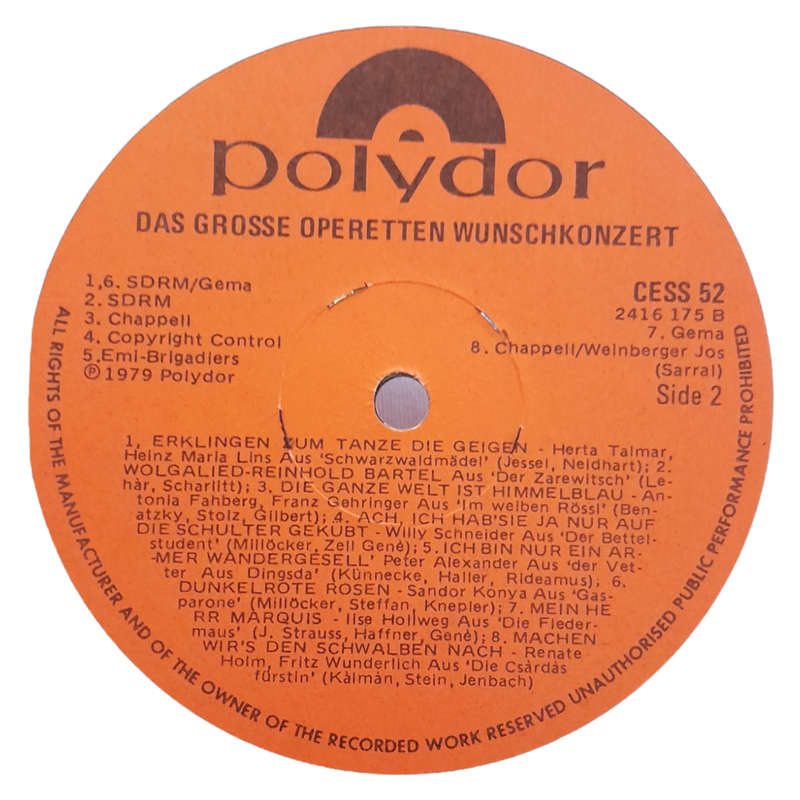 polydor
DAS GROSSE OPERETTEN WUNSCHKONZERT
1,6. SDRM/Gema
2. SDRM
3. Chappell
4. Copyright Control
5,Emi-Brigadiers
Ⓟ 1979 Polydor
CESS 52
2416 175 B
7. Gema
8. Chappell/Weinberger Jos
(Sarral)
Side 2
1, ERKLINGEN ZUM TANZE DIE GEIGEN - Herta Talmar,
Heinz Maria Lins Aus 'Schwarzwaldmädel' (Jessel, Neidhart); 2.
WOLGALIED-REINHOLD BARTEL Aus 'Der Zarewitsch' (Le-
hàr, Scharlitt); 3. DIE GANZE WELT IST HIMMELBLAU - An-
tonia Fahberg, Franz Gehringer Aus 'Im weiben Rössl' (Ben-
atzky, Stolz, Gilbert); 4. ACH, ICH HAB'SIE JA NUR AUF
DIE SCHULTER GEKÜBT - Willy Schneider Aus 'Der Bettel-
student' (Millöcker, Zell Genè); 5. ICH BIN NUR EIN AR-
MER WANDERGESELL' Peter Alexander Aus 'der Vet-
ter Aus Dingsda' (Künnecke, Haller, Rideamus); 6.
DUNKELROTE ROSEN - Sandor Kònya Aus 'Gas-
parone' (Millöcker, Steffan, Knepler); 7. MEIN HE
RR MARQUIS - Ilse Hollweg Aus 'Die Fleder-
maus' (J. Strauss, Haffner, Genè); 8. MACHEN
WIR'S DEN SCHWALBEN NACH - Renate
Holm, Fritz Wunderlich Aus 'Die Csàrdàs
fürstin' (Kàlmàn, Stein, Jenbach)
ALL RIGHTS OF THE MANUFACTURER AND OF THE OWNER OF THE RECORDED WORK RESERVED UNAUTHORISED PUBLIC PERFORMANCE PROHIBITED